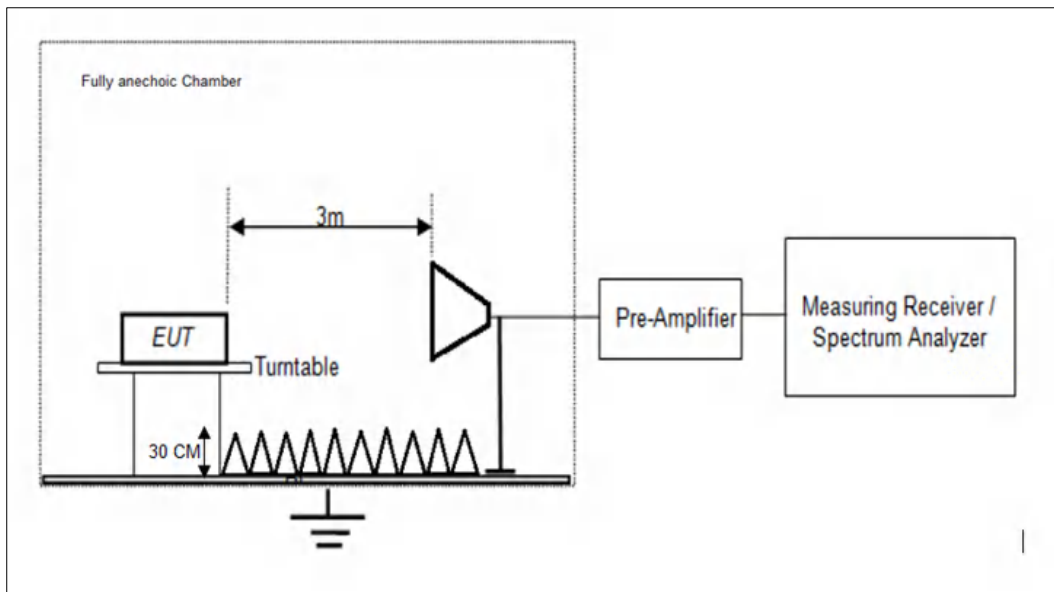 Fully anechoic Chamber
3m
EUT
Turntable
30 CM
Pre-Amplifier
Measuring Receiver /
Spectrum Analyzer